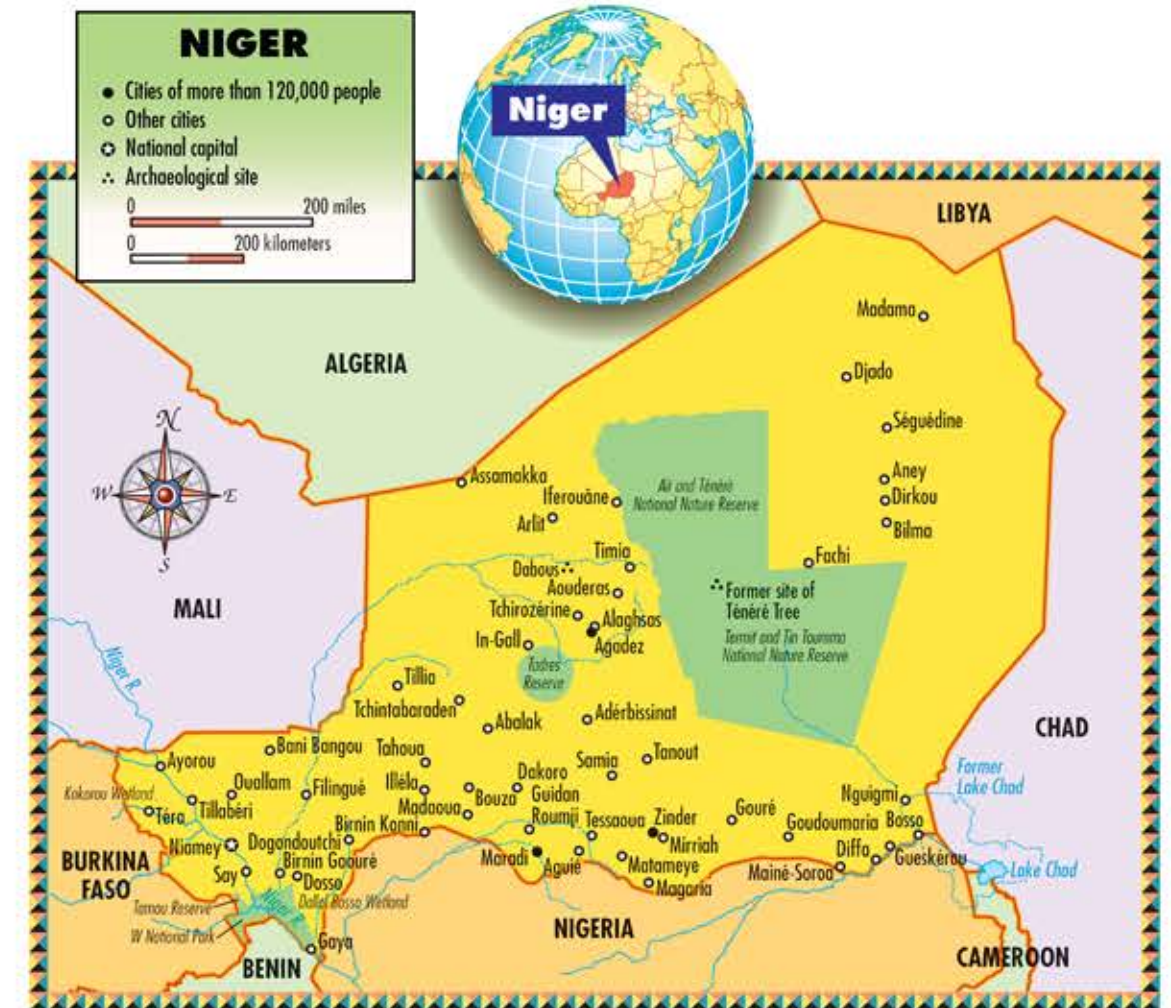 NIGER
Cities of more than 120,000 people
Other cities
National capital
Archaeological site
0 200 miles
0 200 kilometers
Niger
LIBYA
ALGERIA
MALI
CHAD
BURKINA
FASO
BENIN
NIGERIA
CAMEROON
N
W E
S
Madama
Djado
Séguédine
Aney
Dirkou
Bilma
Fachi
Assamakka
Iferouâne
Arlit
Aïr and Ténéré
National Nature Reserve
Timia
Dabous
Aouderas
Tchirozérine
Alaghsas
Agadez
In-Gall
Former site of
Ténéré Tree
Termit and Tin Toumma
National Nature Reserve
Tadres
Reserve
Niger R.
Tillia
Tchintabaraden
Abalak
Adérbissinat
Tahoua
Samia
Tanout
Bani Bangou
Ayorou
Ouallam
Filingué
Illéla
Dakoro
Bouza
Guidan
Roumji
Madaoua
Kokorou Wetland
Téra
Tillabéri
Niamey
Dogondoutchi
Birnin Konni
Birnin Gaouré
Say
Dosso
Dallol Bosso Wetland
Tamou Reserve
W National Park
Niger R.
Gaya
Maradi
Aguié
Tessaoua
Zinder
Mirriah
Matameye
Magaria
Gouré
Goudoumaria
Nguigmi
Bosso
Diffa
Gueskérou
Mainé-Soroa
Former
Lake Chad
Lake Chad